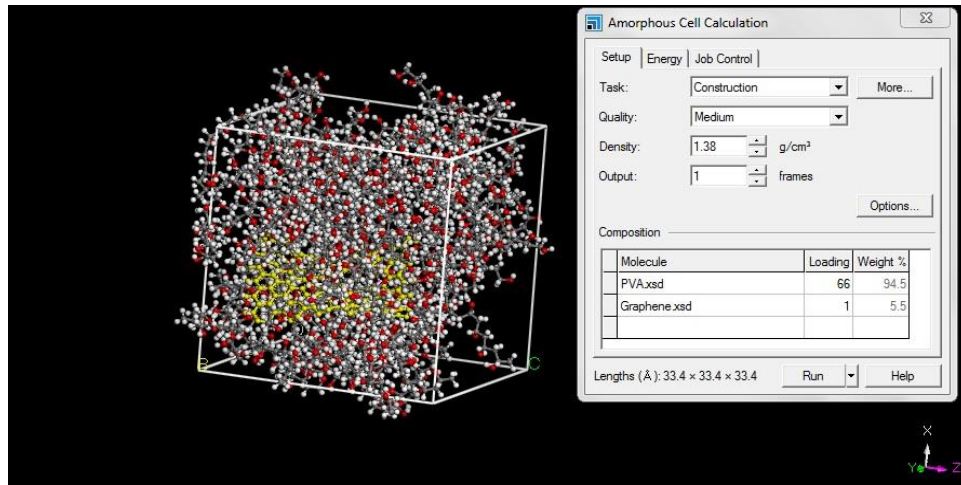 Amorphous Cell Calculation
Setup Energy Job Control
Task: Construction More...
Quality: Medium
Density: 1.38 g/cm³
Output: 1 frames
Options...
Composition
Molecule Loading Weight %
PVA.xsd 66 94.5
Graphene.xsd 1 5.5
Lengths (Å): 33.4 × 33.4 × 33.4 Run Help
B C
X
Y Z